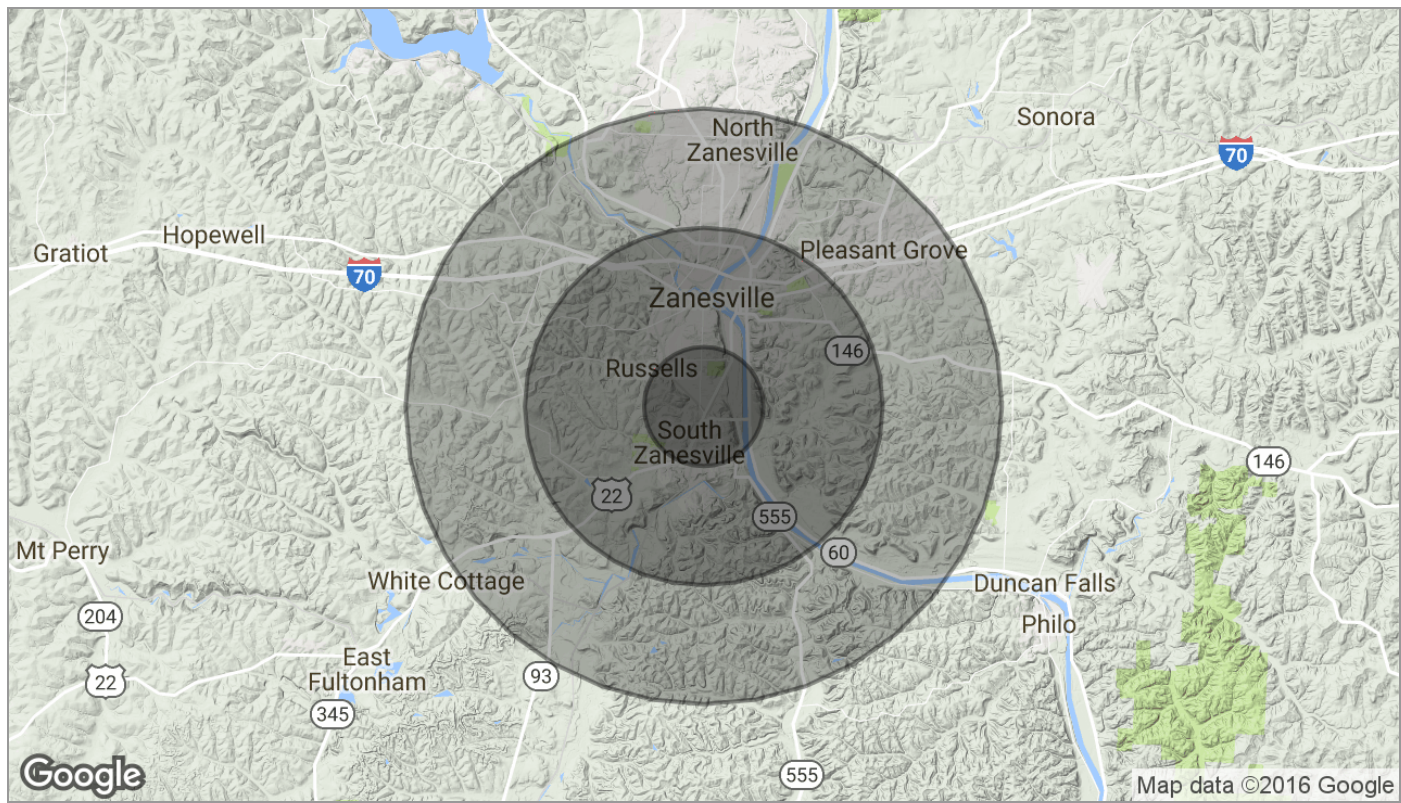 Sonora
North
Zanesville
70
Hopewell
Gratiot
70
Pleasant Grove
Zanesville
146
Russells
South
Zanesville
146
22
555
Mt Perry
60
White Cottage
Duncan Falls
204
Philo
East
Fultonham
22
93
345
555
Google
Map data ©2016 Google